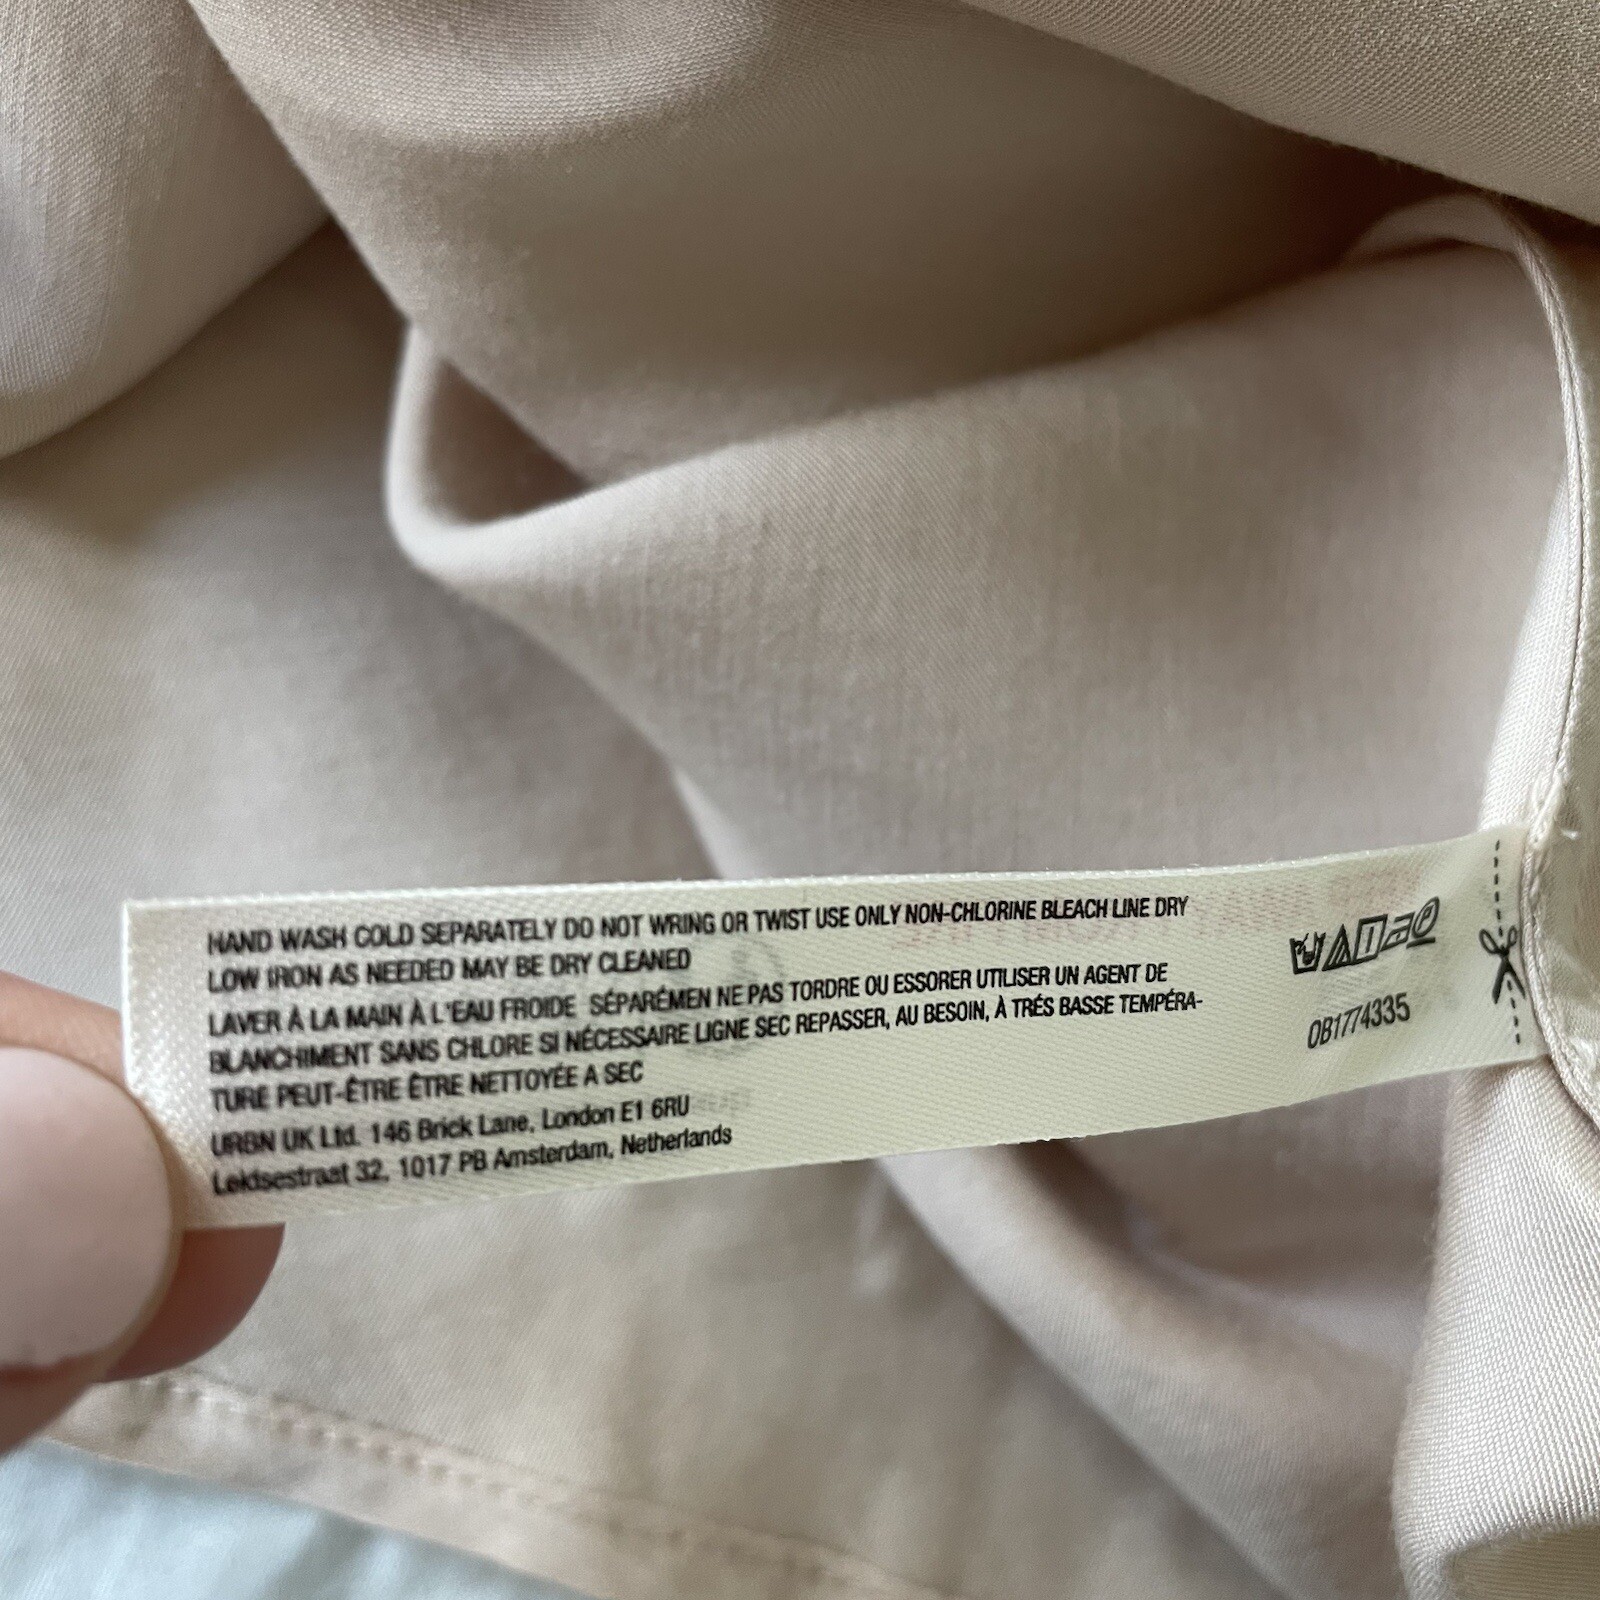 HAND WASH COLD SEPARATELY DO NOT WRING OR TWIST USE ONLY NON-CHLORINE BLEACH LINE DRY
LOW IRON AS NEEDED MAY BE DRY CLEANED
LAVER À LA MAIN À L'EAU FROIDE SÉPARÉMEN NE PAS TORDRE OU ESSORER UTILISER UN AGENT DE
BLANCHIMENT SANS CHLORE SI NÉCESSAIRE LIGNE SEC REPASSER, AU BESOIN, À TRÉS BASSE TEMPÉRA-
TURE PEUT-ÊTRE ÊTRE NETTOYÉE A SEC
URBN UK Ltd. 146 Brick Lane, London E1 6RU
Leidsestraat 32, 1017 PB Amsterdam, Netherlands
OB1774335